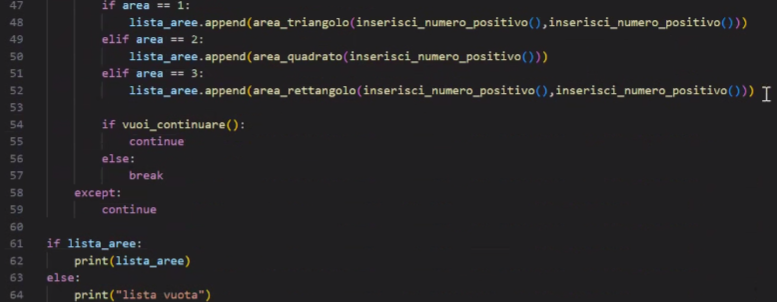 47 if area == 1:
48 lista_aree.append(area_triangolo(inserisci_numero_positivo(),inserisci_numero_positivo()))
49 elif area == 2:
50 lista_aree.append(area_quadrato(inserisci_numero_positivo()))
51 elif area == 3:
52 lista_aree.append(area_rettangolo(inserisci_numero_positivo(),inserisci_numero_positivo()))
53
54 if vuoi_continuare():
55 continue
56 else:
57 break
58 except:
59 continue
60
61 if lista_aree:
62 print(lista_aree)
63 else:
64 print("lista vuota")